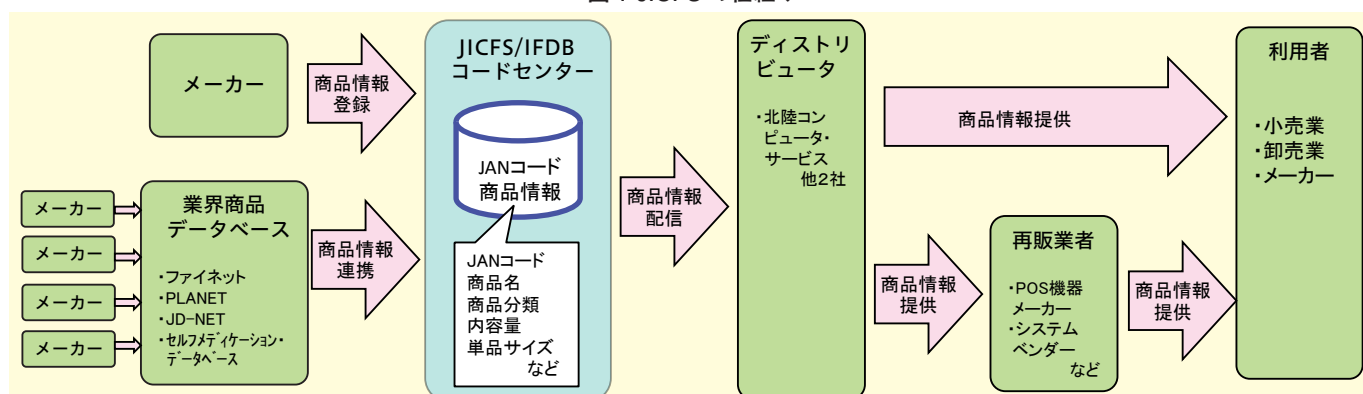 メーカー
商品情報
登録
JICFS/IFDB
コードセンター
JANコード
商品情報
JANコード
商品名
商品分類
内容量
単品サイズ
など
メーカー
メーカー
メーカー
メーカー
業界商品
データベース
・ファイネット
・PLANET
・JD-NET
・セルフメディケーション・
データベース
商品情報
連携
商品情報
配信
ディストリ
ビュータ
・北陸コン
ピュータ・
サービス
他2社
商品情報提供
商品情報
提供
再販業者
・POS機器
メーカー
・システム
ベンダー
など
商品情報
提供
利用者
・小売業
・卸売業
・メーカー